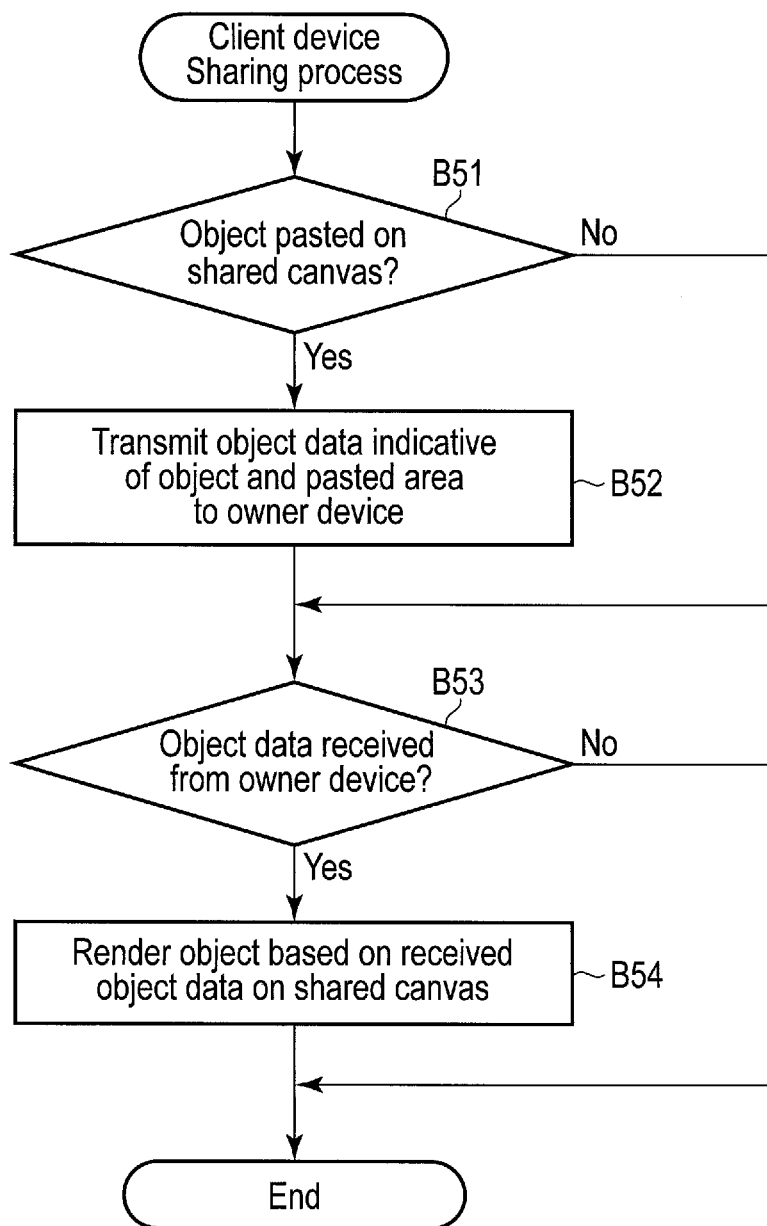 Client device
Sharing process
B51
Object pasted on
shared canvas?
No
Yes
Transmit object data indicative
of object and pasted area
to owner device
B52
B53
Object data received
from owner device?
No
Yes
Render object based on received
object data on shared canvas
B54
End